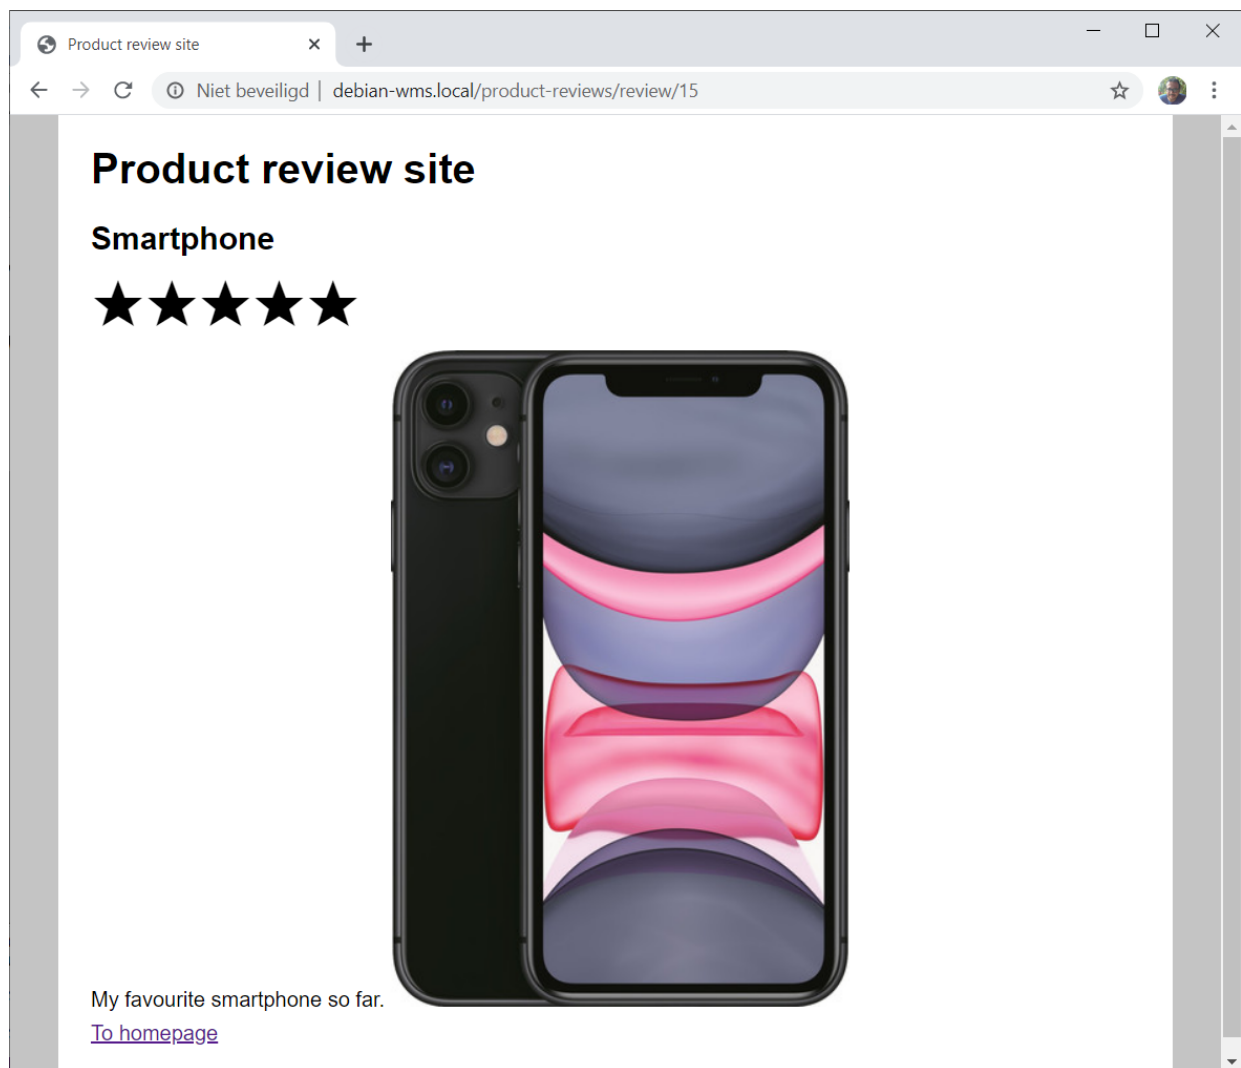 Product review site
Niet beveiligd | debian-wms.local/product-reviews/review/15
Product review site
Smartphone
My favourite smartphone so far.
To homepage